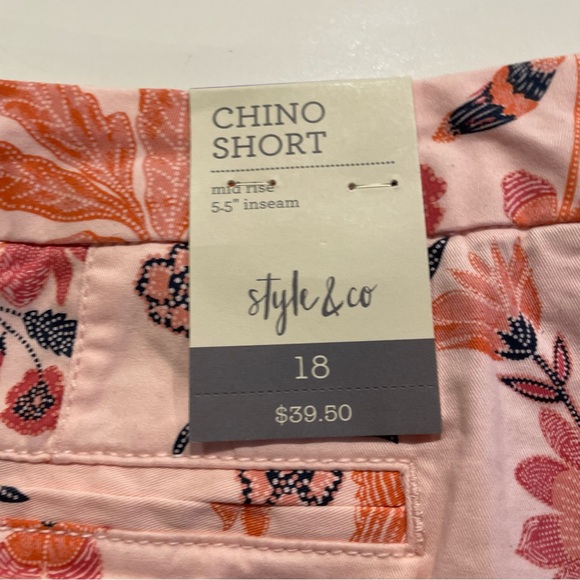 CHINO
SHORT
mid rise
5-5" inseam
style & co
18
$39.50